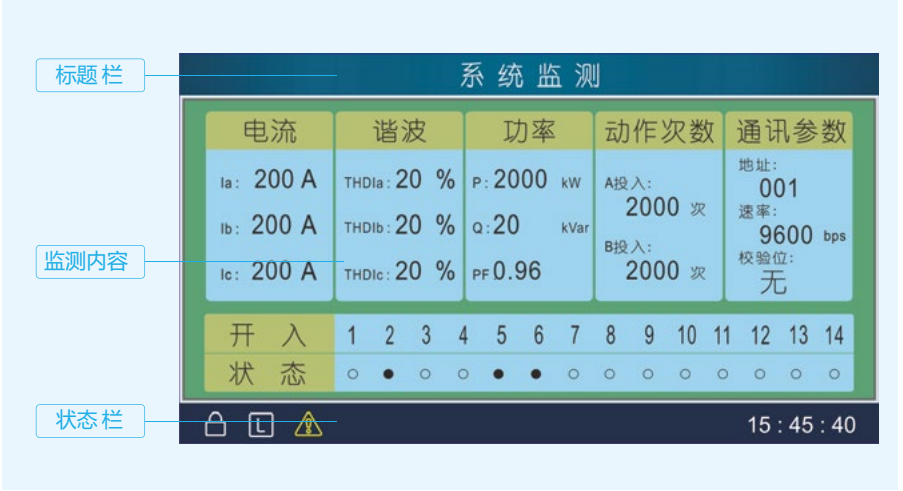 标题栏
系统监测
电流 谐波 功率 动作次数 通讯参数
Ia: 200 A
Ib: 200 A
Ic: 200 A
THDIa: 20 %
THDIb: 20 %
THDIc: 20 %
P: 2000 kW
Q: 20 kVar
PF 0.96
A投入:
2000 次
B投入:
2000 次
地址:
001
速率:
9600 bps
校验位:
无
监测内容
开入 1 2 3 4 5 6 7 8 9 10 11 12 13 14
状态
状态栏
L
15:45:40